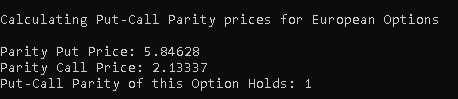 Calculating Put-Call Parity prices for European Options
Parity Put Price: 5.84628
Parity Call Price: 2.13337
Put-Call Parity of this Option Holds: 1